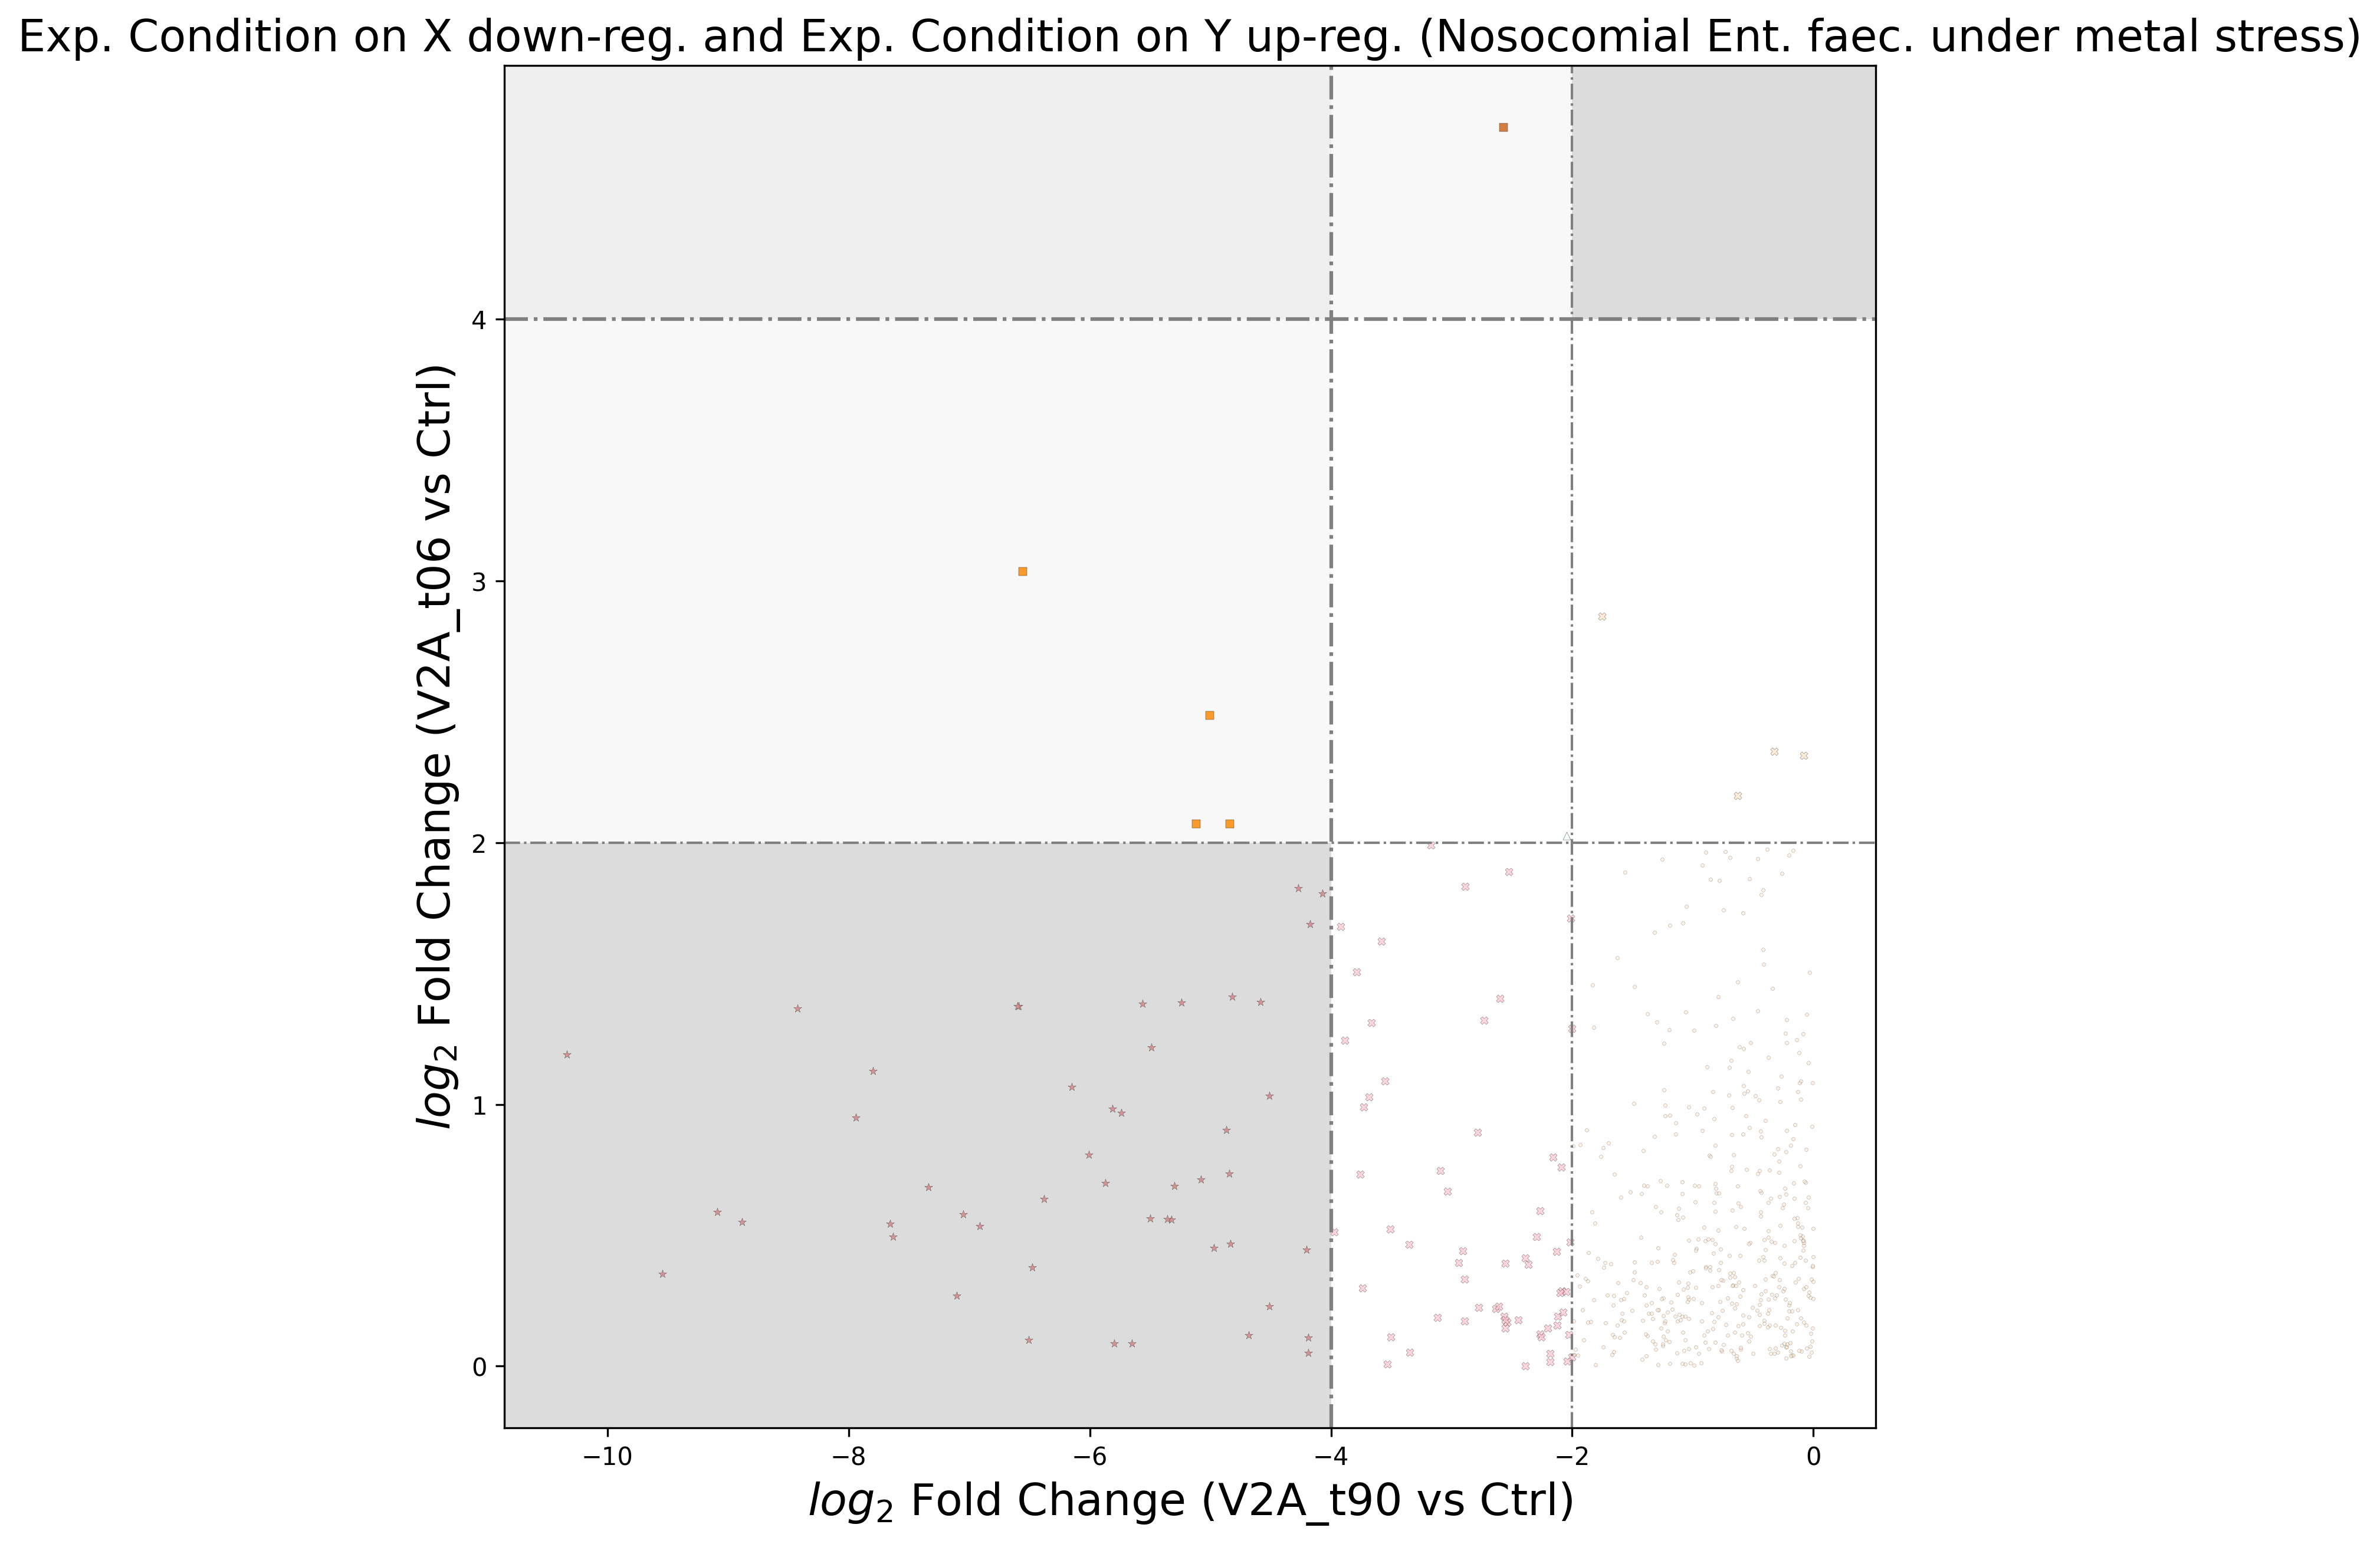 Exp. Condition on X down-reg. and Exp. Condition on Y up-reg. (Nosocomial Ent. faec. under metal stress)
log₂ Fold Change (V2A_t06 vs Ctrl)
4
3
2
1
0
−10 −8 −6 −4 −2 0
log₂ Fold Change (V2A_t90 vs Ctrl)